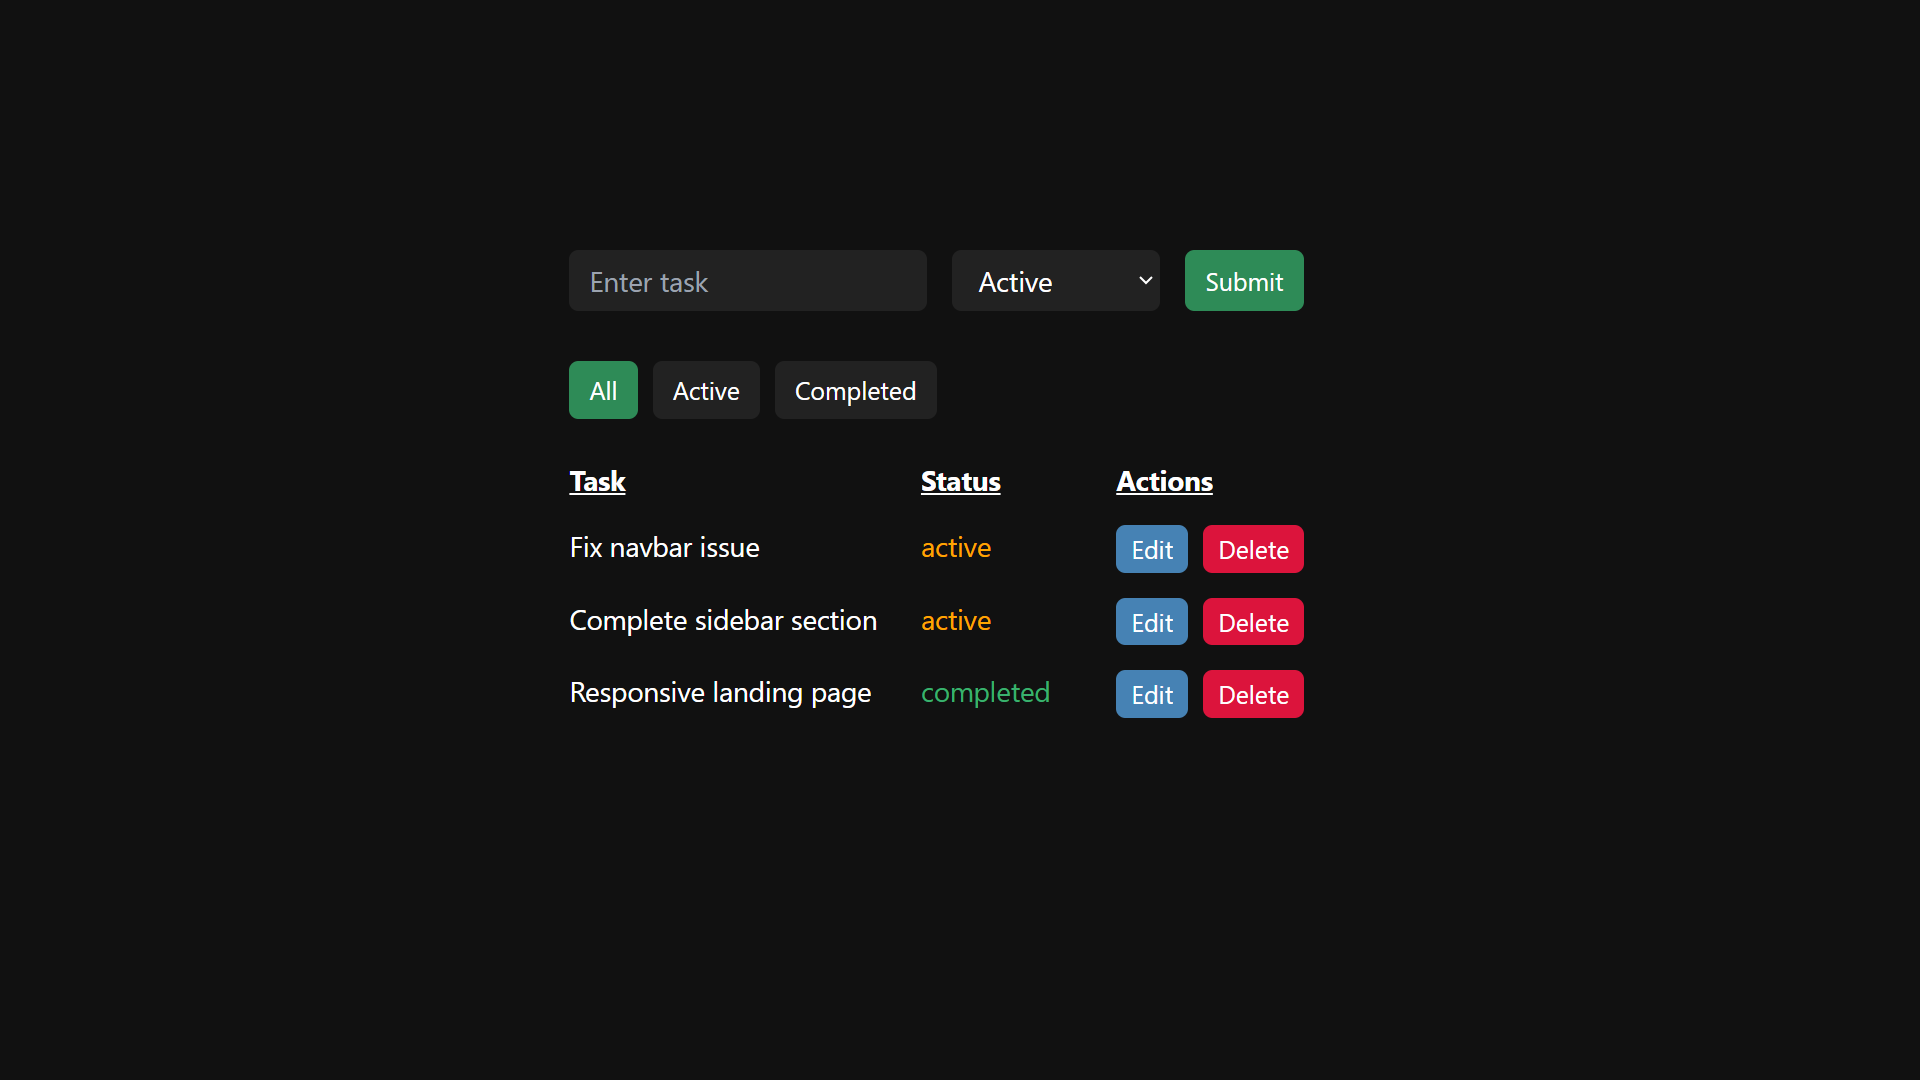 Enter task Active Submit
All Active Completed
Task Status Actions
Fix navbar issue active Edit Delete
Complete sidebar section active Edit Delete
Responsive landing page completed Edit Delete